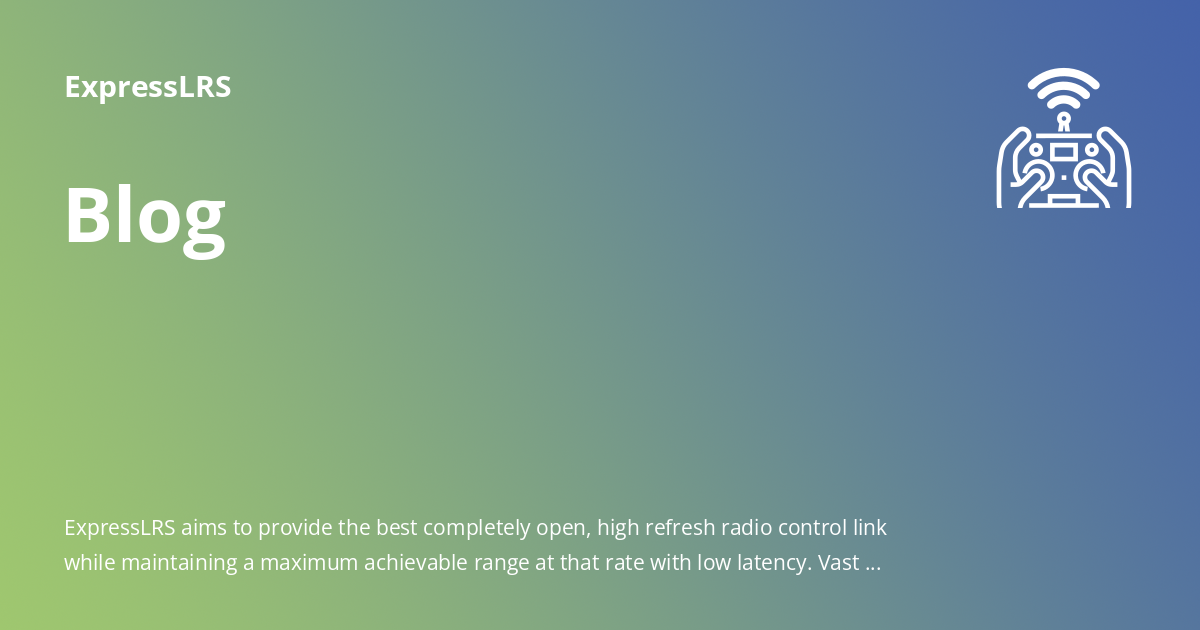 ExpressLRS
Blog
ExpressLRS aims to provide the best completely open, high refresh radio control link
while maintaining a maximum achievable range at that rate with low latency. Vast ...